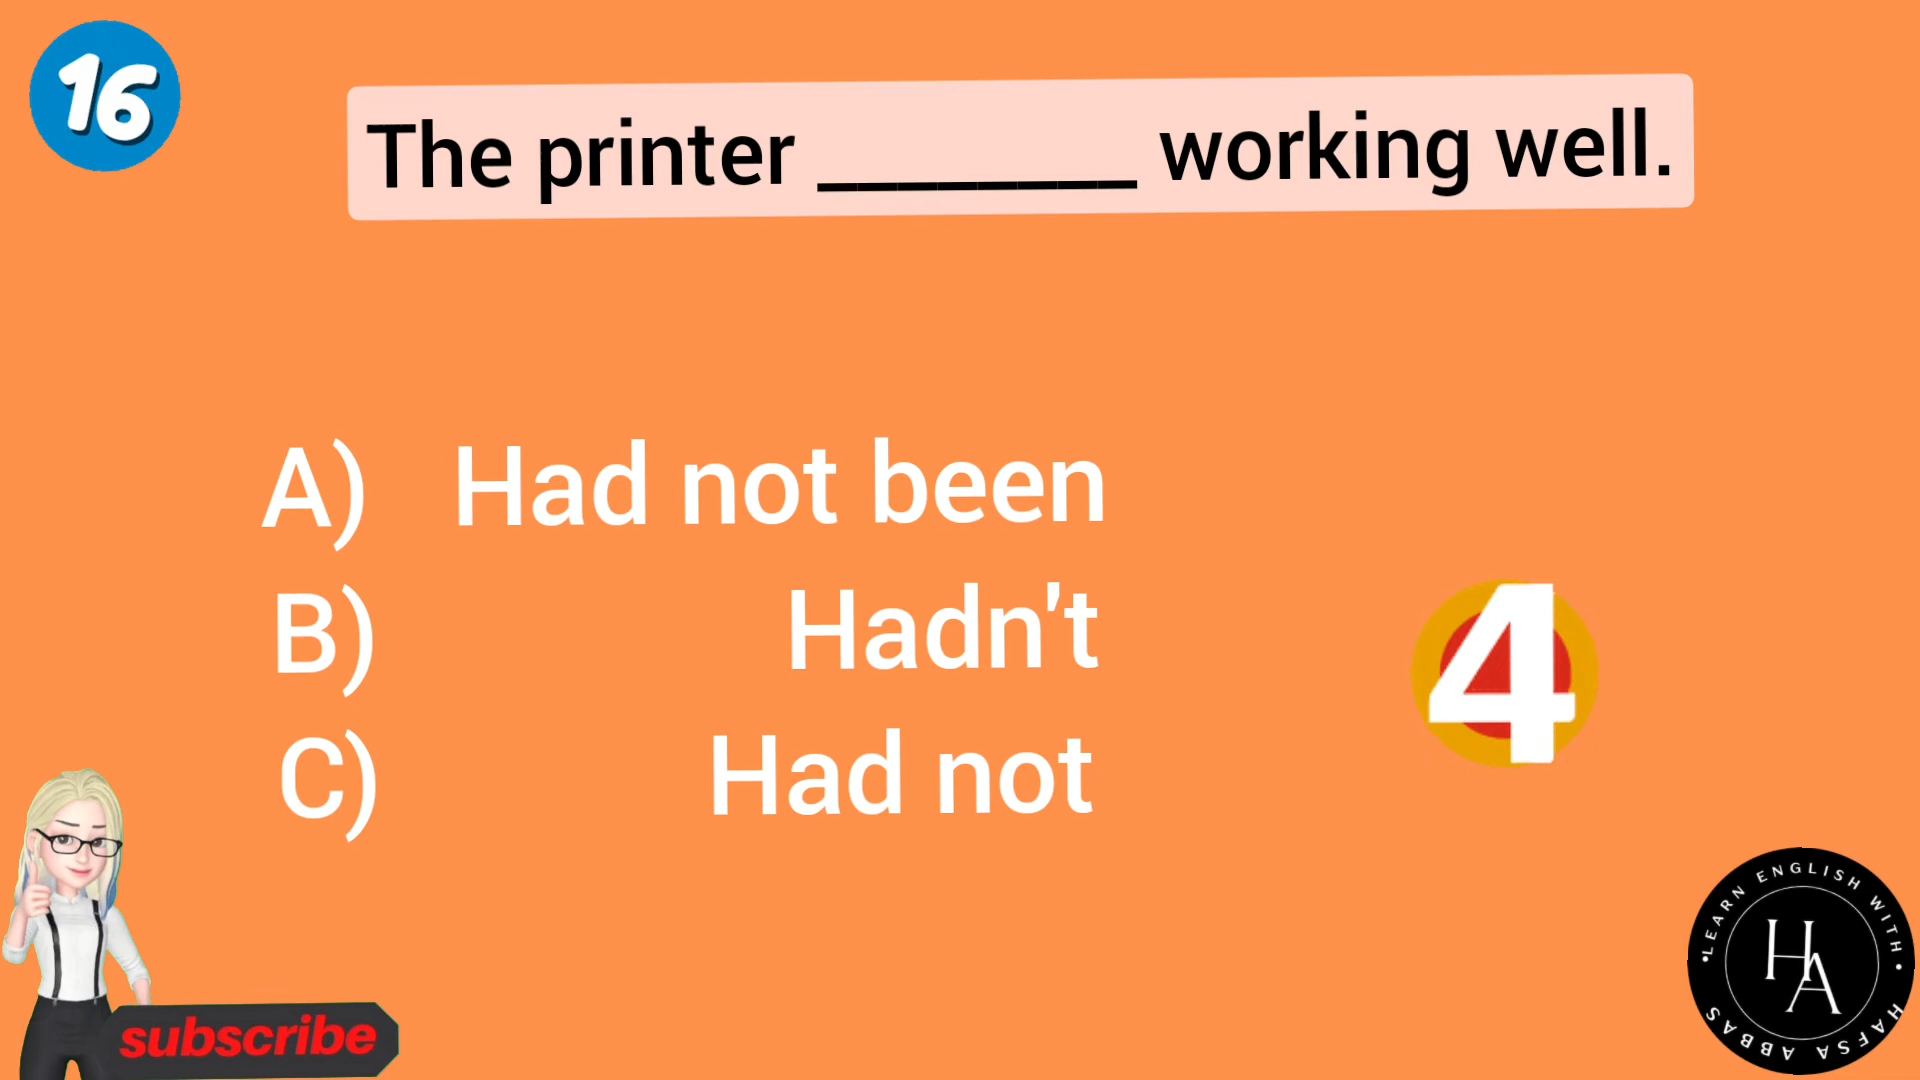 16
The printer ________ working well.
A) Had not been
B) Hadn't
C) Had not
4
subscribe
•LEARN ENGLISH WITH•
HAFSA ABBAS
HA